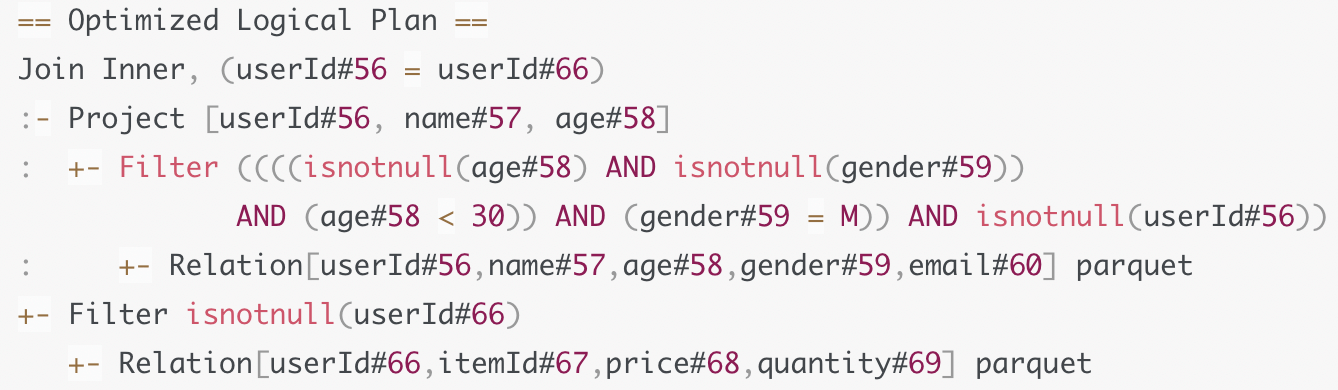 == Optimized Logical Plan ==
Join Inner, (userId#56 = userId#66)
:- Project [userId#56, name#57, age#58]
:  +- Filter ((((isnotnull(age#58) AND isnotnull(gender#59))
             AND (age#58 < 30)) AND (gender#59 = M)) AND isnotnull(userId#56))
:     +- Relation[userId#56,name#57,age#58,gender#59,email#60] parquet
+- Filter isnotnull(userId#66)
   +- Relation[userId#66,itemId#67,price#68,quantity#69] parquet